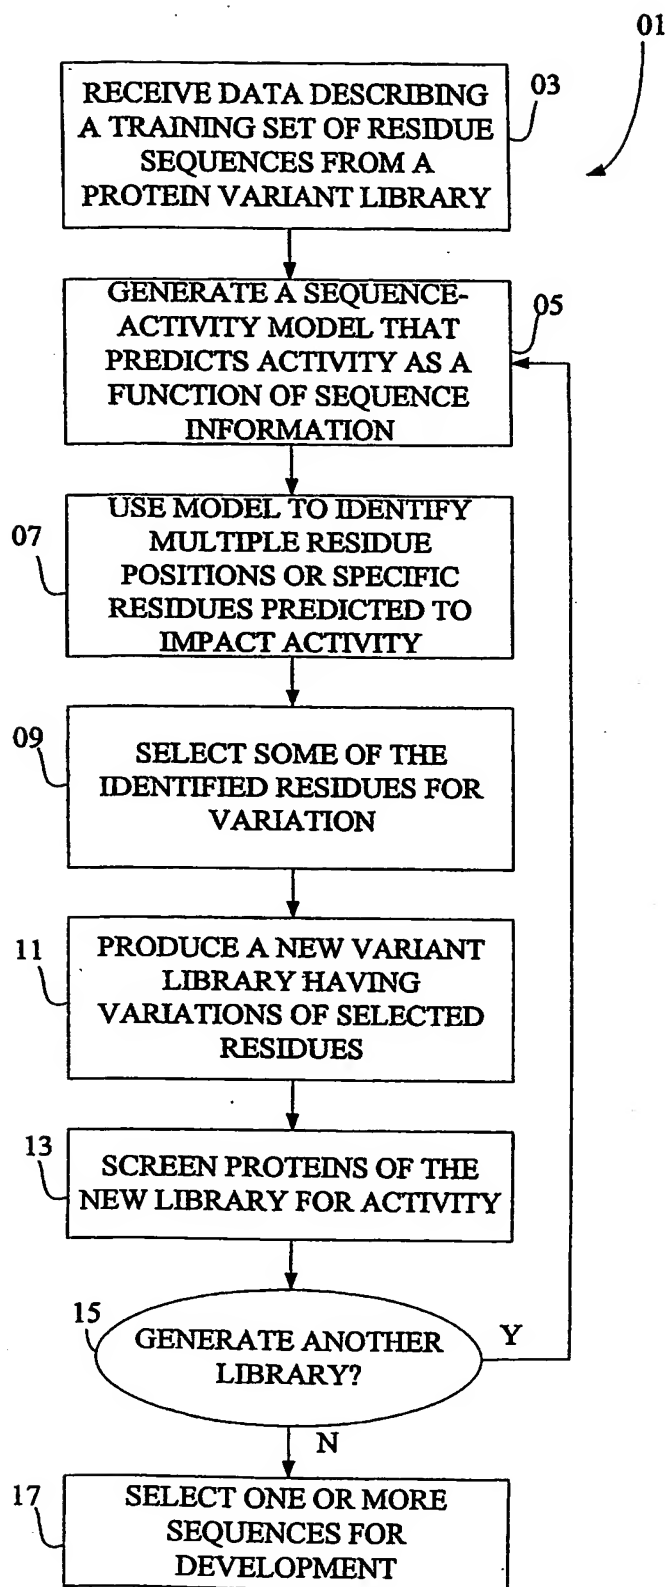 01
RECEIVE DATA DESCRIBING
A TRAINING SET OF RESIDUE
SEQUENCES FROM A
PROTEIN VARIANT LIBRARY
03
GENERATE A SEQUENCE-
ACTIVITY MODEL THAT
PREDICTS ACTIVITY AS A
FUNCTION OF SEQUENCE
INFORMATION
05
07
USE MODEL TO IDENTIFY
MULTIPLE RESIDUE
POSITIONS OR SPECIFIC
RESIDUES PREDICTED TO
IMPACT ACTIVITY
09
SELECT SOME OF THE
IDENTIFIED RESIDUES FOR
VARIATION
11
PRODUCE A NEW VARIANT
LIBRARY HAVING
VARIATIONS OF SELECTED
RESIDUES
13
SCREEN PROTEINS OF THE
NEW LIBRARY FOR ACTIVITY
15
GENERATE ANOTHER
LIBRARY?
Y
N
17
SELECT ONE OR MORE
SEQUENCES FOR
DEVELOPMENT